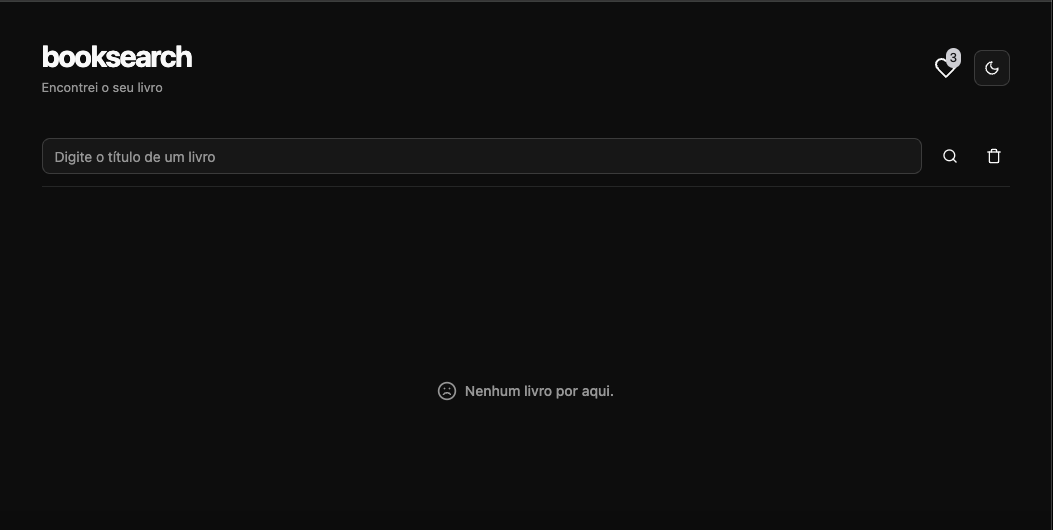 booksearch
3
Encontrei o seu livro
Digite o título de um livro
Nenhum livro por aqui.